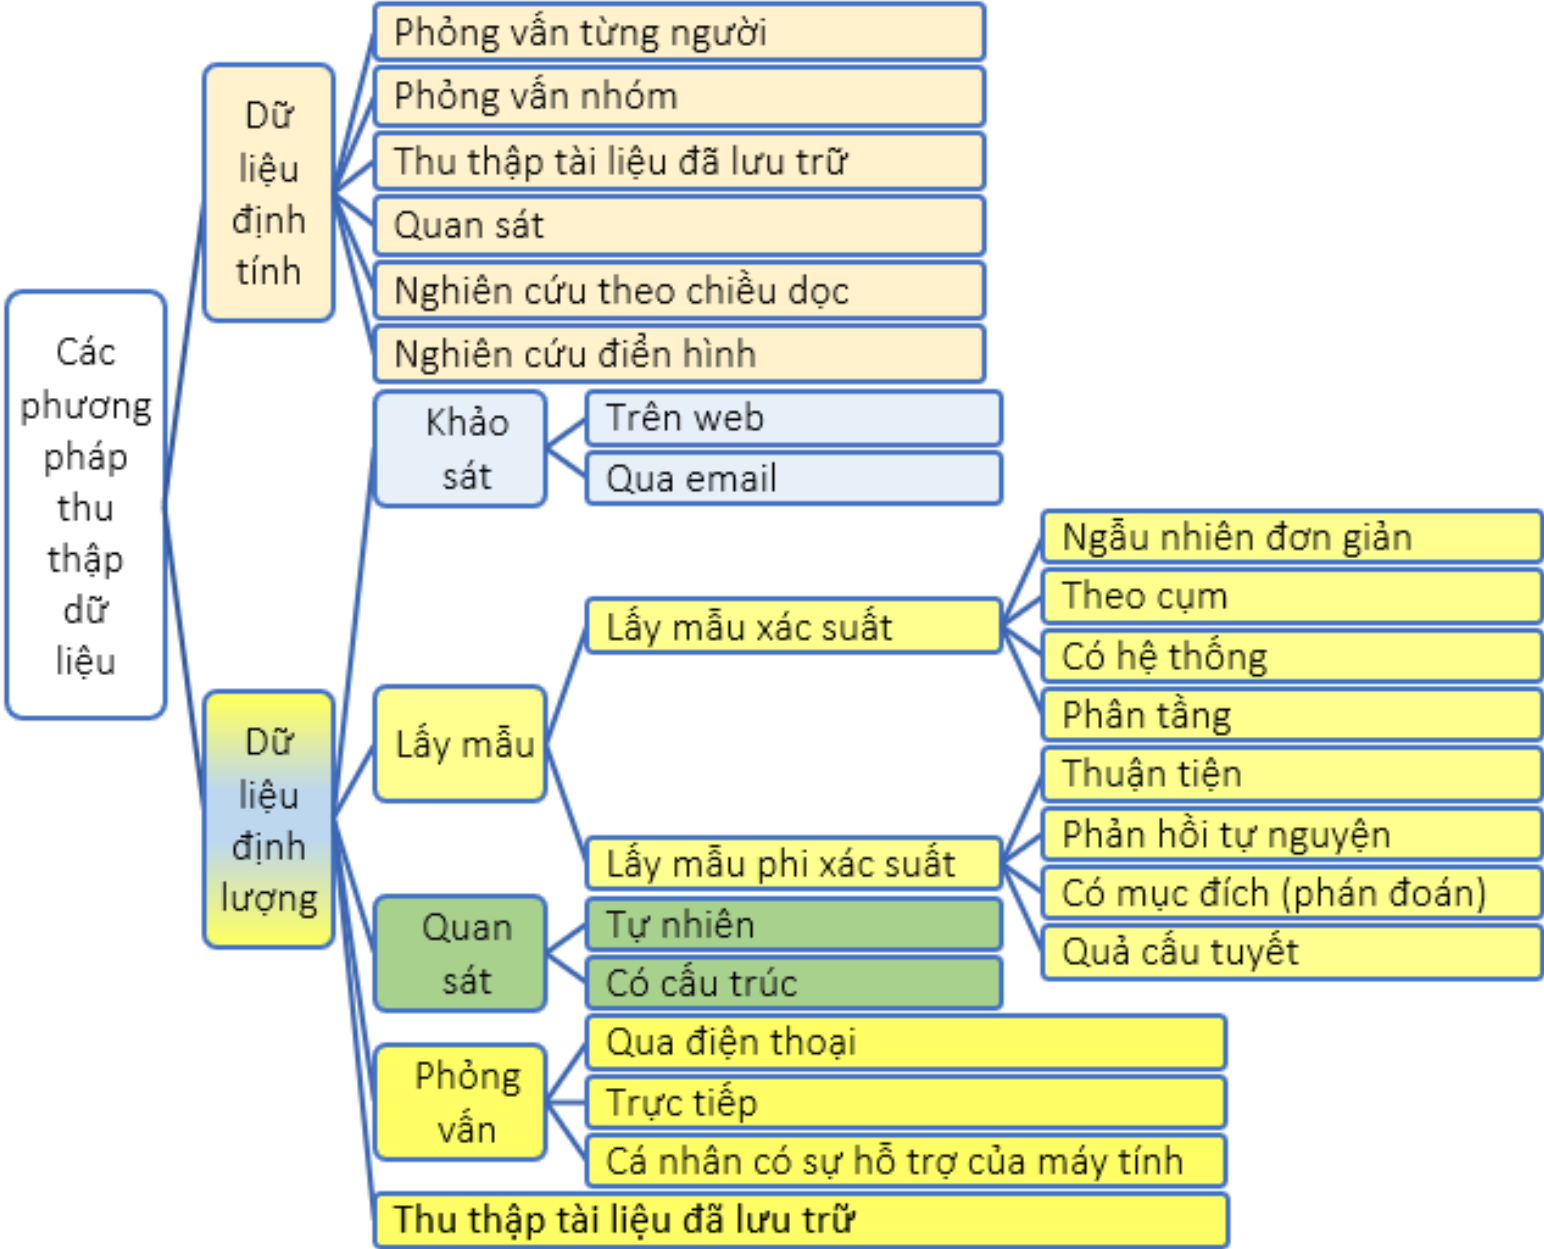 Các
phương
pháp
thu
thập
dữ
liệu
Dữ
liệu
định
tính
Phỏng vấn từng người
Phỏng vấn nhóm
Thu thập tài liệu đã lưu trữ
Quan sát
Nghiên cứu theo chiều dọc
Nghiên cứu điển hình
Dữ
liệu
định
lượng
Khảo
sát
Trên web
Qua email
Lấy mẫu
Lấy mẫu xác suất
Ngẫu nhiên đơn giản
Theo cụm
Có hệ thống
Phân tầng
Lấy mẫu phi xác suất
Thuận tiện
Phản hồi tự nguyện
Có mục đích (phán đoán)
Quả cấu tuyết
Quan
sát
Tự nhiên
Có cấu trúc
Phỏng
vấn
Qua điện thoại
Trực tiếp
Cá nhân có sự hỗ trợ của máy tính
Thu thập tài liệu đã lưu trữ